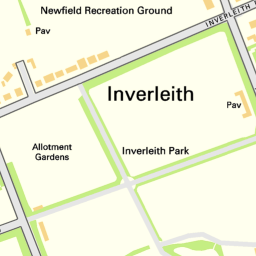 Newfield Recreation Ground
Pav
INVERLEITH
Inverleith
Pav
Allotment
Gardens
Inverleith Park